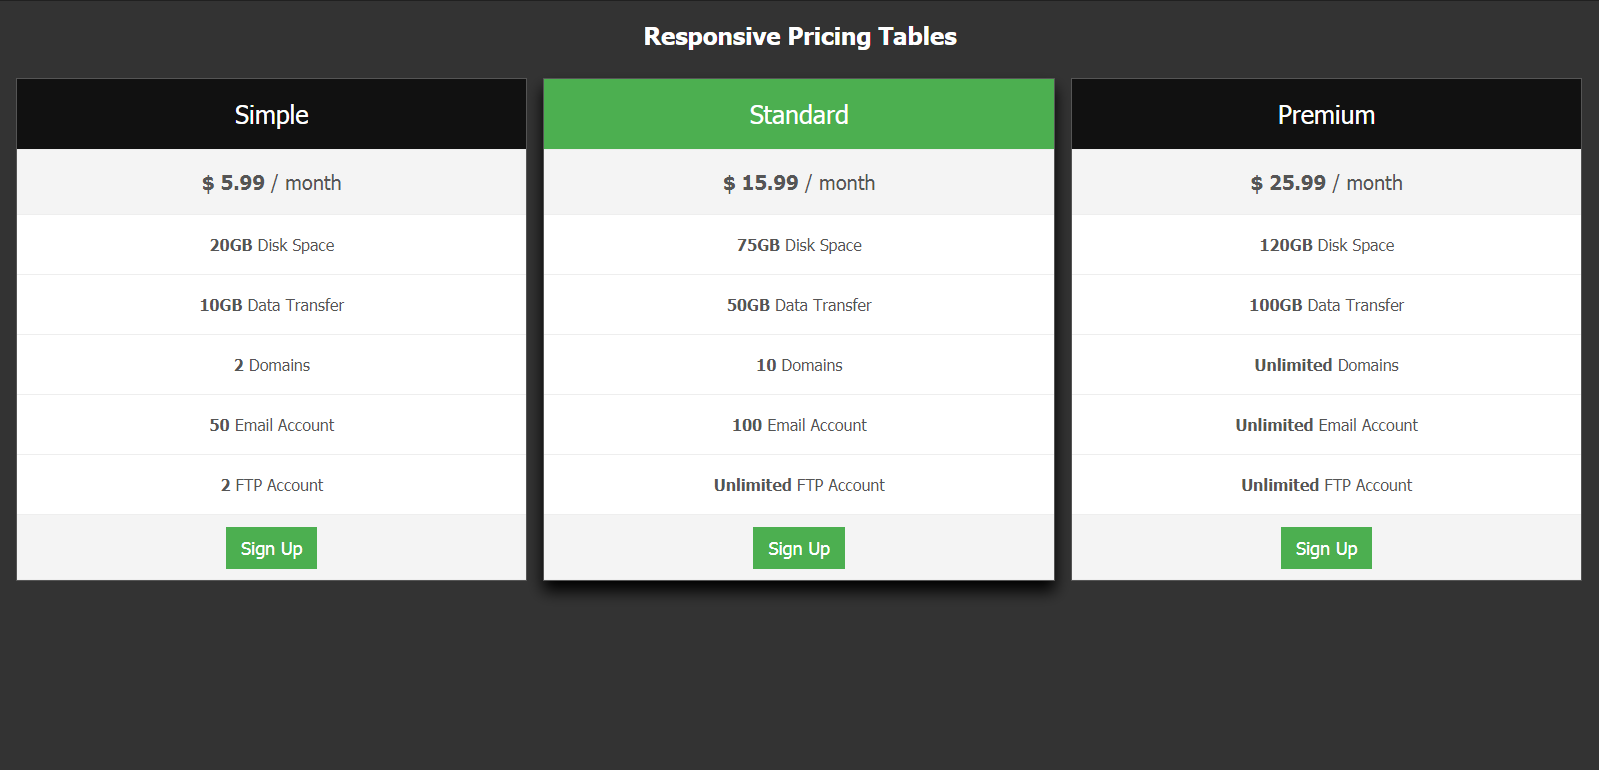 Responsive Pricing Tables
Simple
$ 5.99 / month
20GB Disk Space
10GB Data Transfer
2 Domains
50 Email Account
2 FTP Account
Sign Up
Standard
$ 15.99 / month
75GB Disk Space
50GB Data Transfer
10 Domains
100 Email Account
Unlimited FTP Account
Sign Up
Premium
$ 25.99 / month
120GB Disk Space
100GB Data Transfer
Unlimited Domains
Unlimited Email Account
Unlimited FTP Account
Sign Up